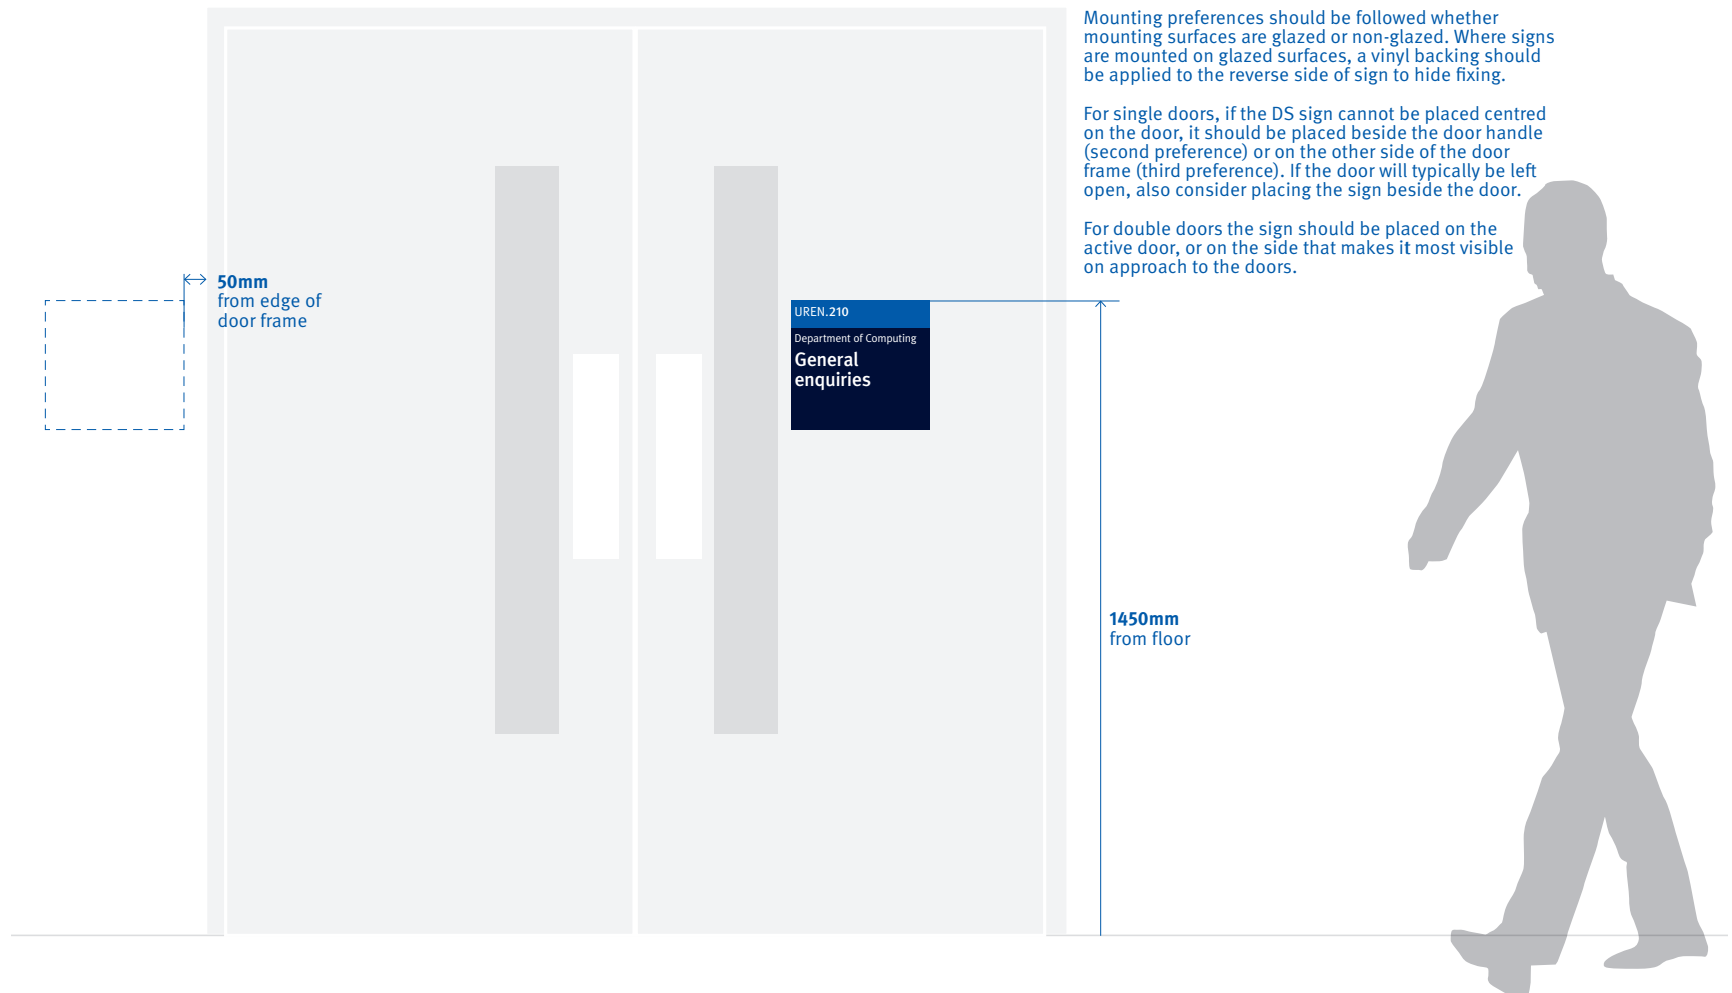 Mounting preferences should be followed whether
mounting surfaces are glazed or non-glazed. Where signs
are mounted on glazed surfaces, a vinyl backing should
be applied to the reverse side of sign to hide fixing.
For single doors, if the DS sign cannot be placed centred
on the door, it should be placed beside the door handle
(second preference) or on the other side of the door
frame (third preference). If the door will typically be left
open, also consider placing the sign beside the door.
For double doors the sign should be placed on the
active door, or on the side that makes it most visible
on approach to the doors.
50mm
from edge of
door frame
UREN.210
Department of Computing
General
enquiries
1450mm
from floor